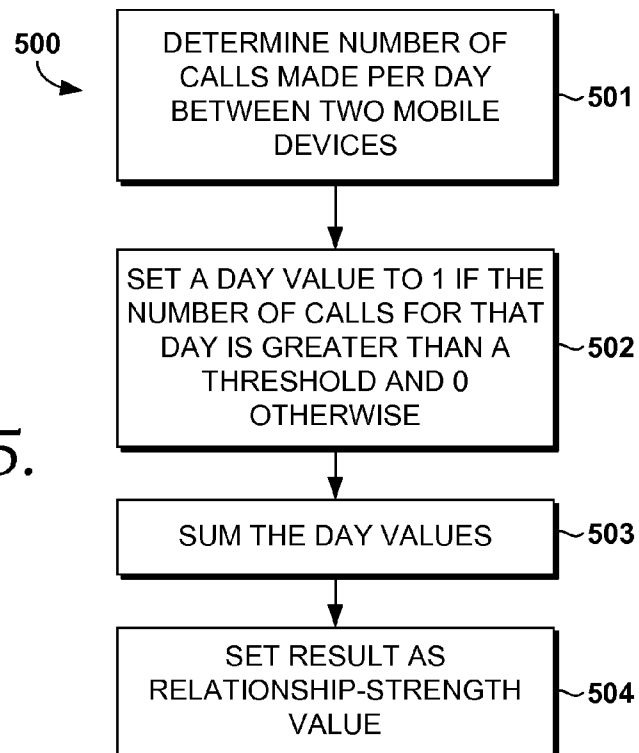 500
DETERMINE NUMBER OF
CALLS MADE PER DAY
BETWEEN TWO MOBILE
DEVICES
501
SET A DAY VALUE TO 1 IF THE
NUMBER OF CALLS FOR THAT
DAY IS GREATER THAN A
THRESHOLD AND 0
OTHERWISE
502
5.
SUM THE DAY VALUES
503
SET RESULT AS
RELATIONSHIP-STRENGTH
VALUE
504